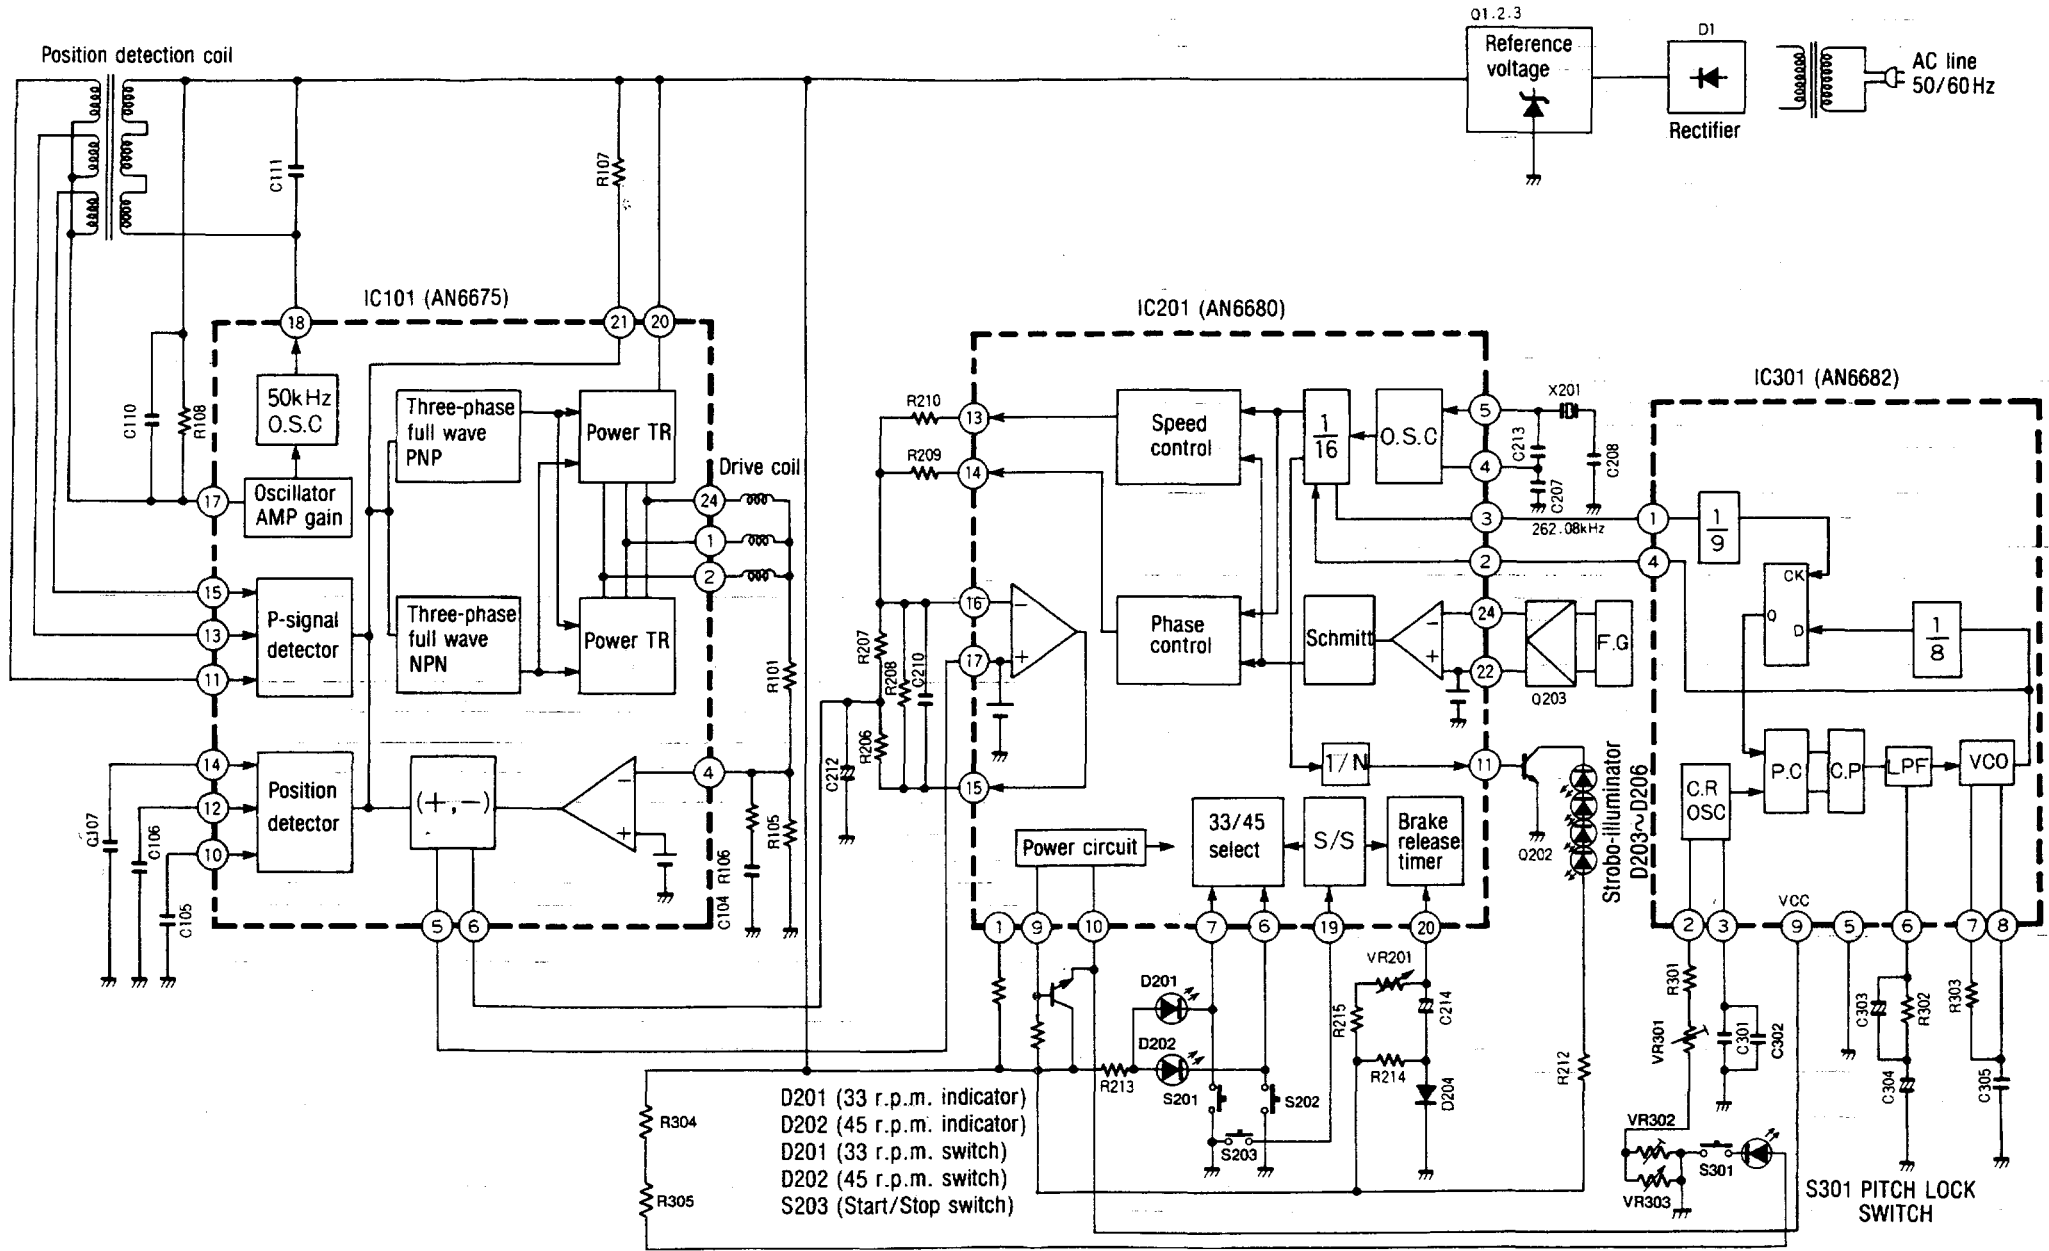 Position detection coil
Q1.2.3
Reference
voltage
D1
Rectifier
AC line
50/60Hz
C111
R107
IC101 (AN6675)
18
21
20
50kHz
O.S.C
C110
R108
17
Oscillator
AMP gain
Three-phase
full wave
PNP
Power TR
Drive coil
24
1
2
15
13
11
P-signal
detector
Three-phase
full wave
NPN
Power TR
R101
14
12
10
Position
detector
(+,-)
-
+
4
C107
C106
C105
C104
R106
R105
5
6
IC201 (AN6680)
R210
13
R209
14
Speed
control
1
16
O.S.C
5
4
3
2
X201
C213
C207
C208
262.08kHz
16
17
15
-
+
R207
R208
C210
R206
C212
Phase
control
Schmitt
-
+
24
22
F.G
Q203
1/N
11
Q202
Strobo-illuminator
D203~D206
Power circuit
33/45
select
S/S
Brake
release
timer
1
9
10
7
6
19
20
D201
D202
R213
S201
S202
S203
VR201
R215
C214
R214
D204
R212
IC301 (AN6682)
1
4
1
9
CK
Q
D
1
8
C.R
OSC
P.C
C.P
LPF
VCO
VCC
2
3
9
5
6
7
8
R301
VR301
C301
C302
C303
R302
C304
R303
C305
VR302
VR303
S301
S301 PITCH LOCK
SWITCH
R304
R305
D201 (33 r.p.m. indicator)
D202 (45 r.p.m. indicator)
D201 (33 r.p.m. switch)
D202 (45 r.p.m. switch)
S203 (Start/Stop switch)